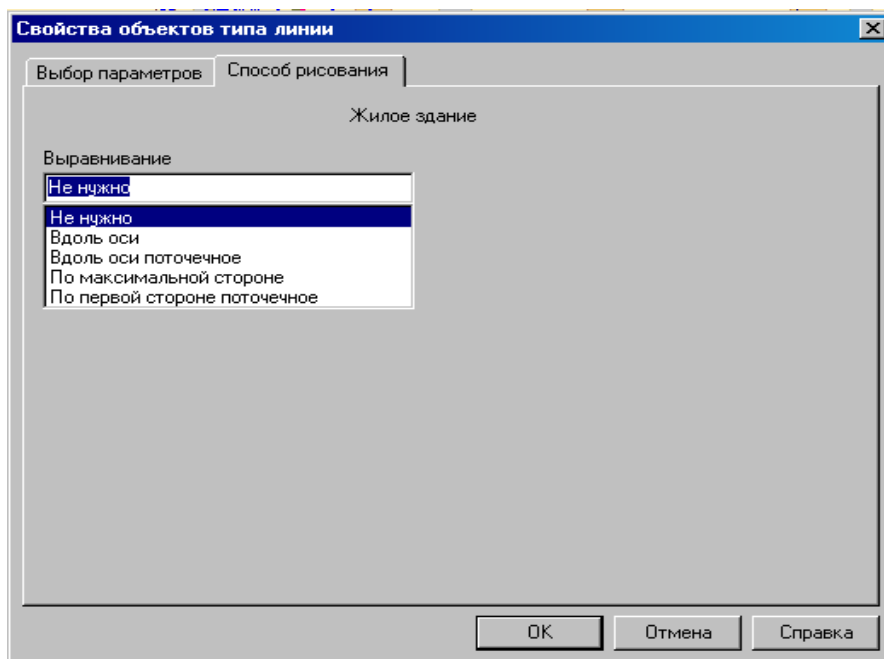 Свойства объектов типа линии
Выбор параметров
Способ рисования
Жилое здание
Выравнивание
Не нужно
Не нужно
Вдоль оси
Вдоль оси поточечное
По максимальной стороне
По первой стороне поточечное
OK
Отмена
Справка